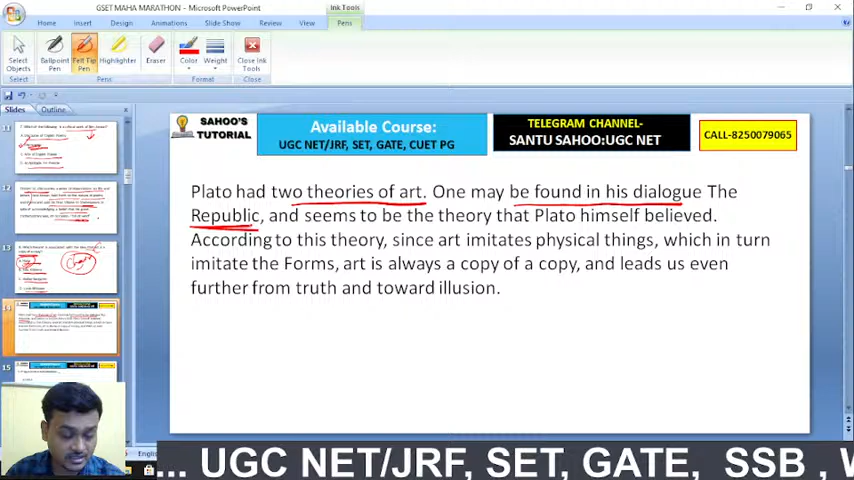 GSET MAHA MARATHON - Microsoft PowerPoint
Ink Tools
Home Insert Design Animations Slide Show Review View Pens
Select Objects
Ballpoint Pen
Felt Tip Pen
Highlighter
Eraser
Color
Weight
Close Ink Tools
Select Pens Format Close
Slides Outline
12
13
14
15
SAHOO'S TUTORIAL
Available Course:
UGC NET/JRF, SET, GATE, CUET PG
TELEGRAM CHANNEL-
SANTU SAHOO:UGC NET
CALL-8250079065
Plato had two theories of art. One may be found in his dialogue The
Republic, and seems to be the theory that Plato himself believed.
According to this theory, since art imitates physical things, which in turn
imitate the Forms, art is always a copy of a copy, and leads us even
further from truth and toward illusion.
English
... UGC NET/JRF, SET, GATE, SSB ,